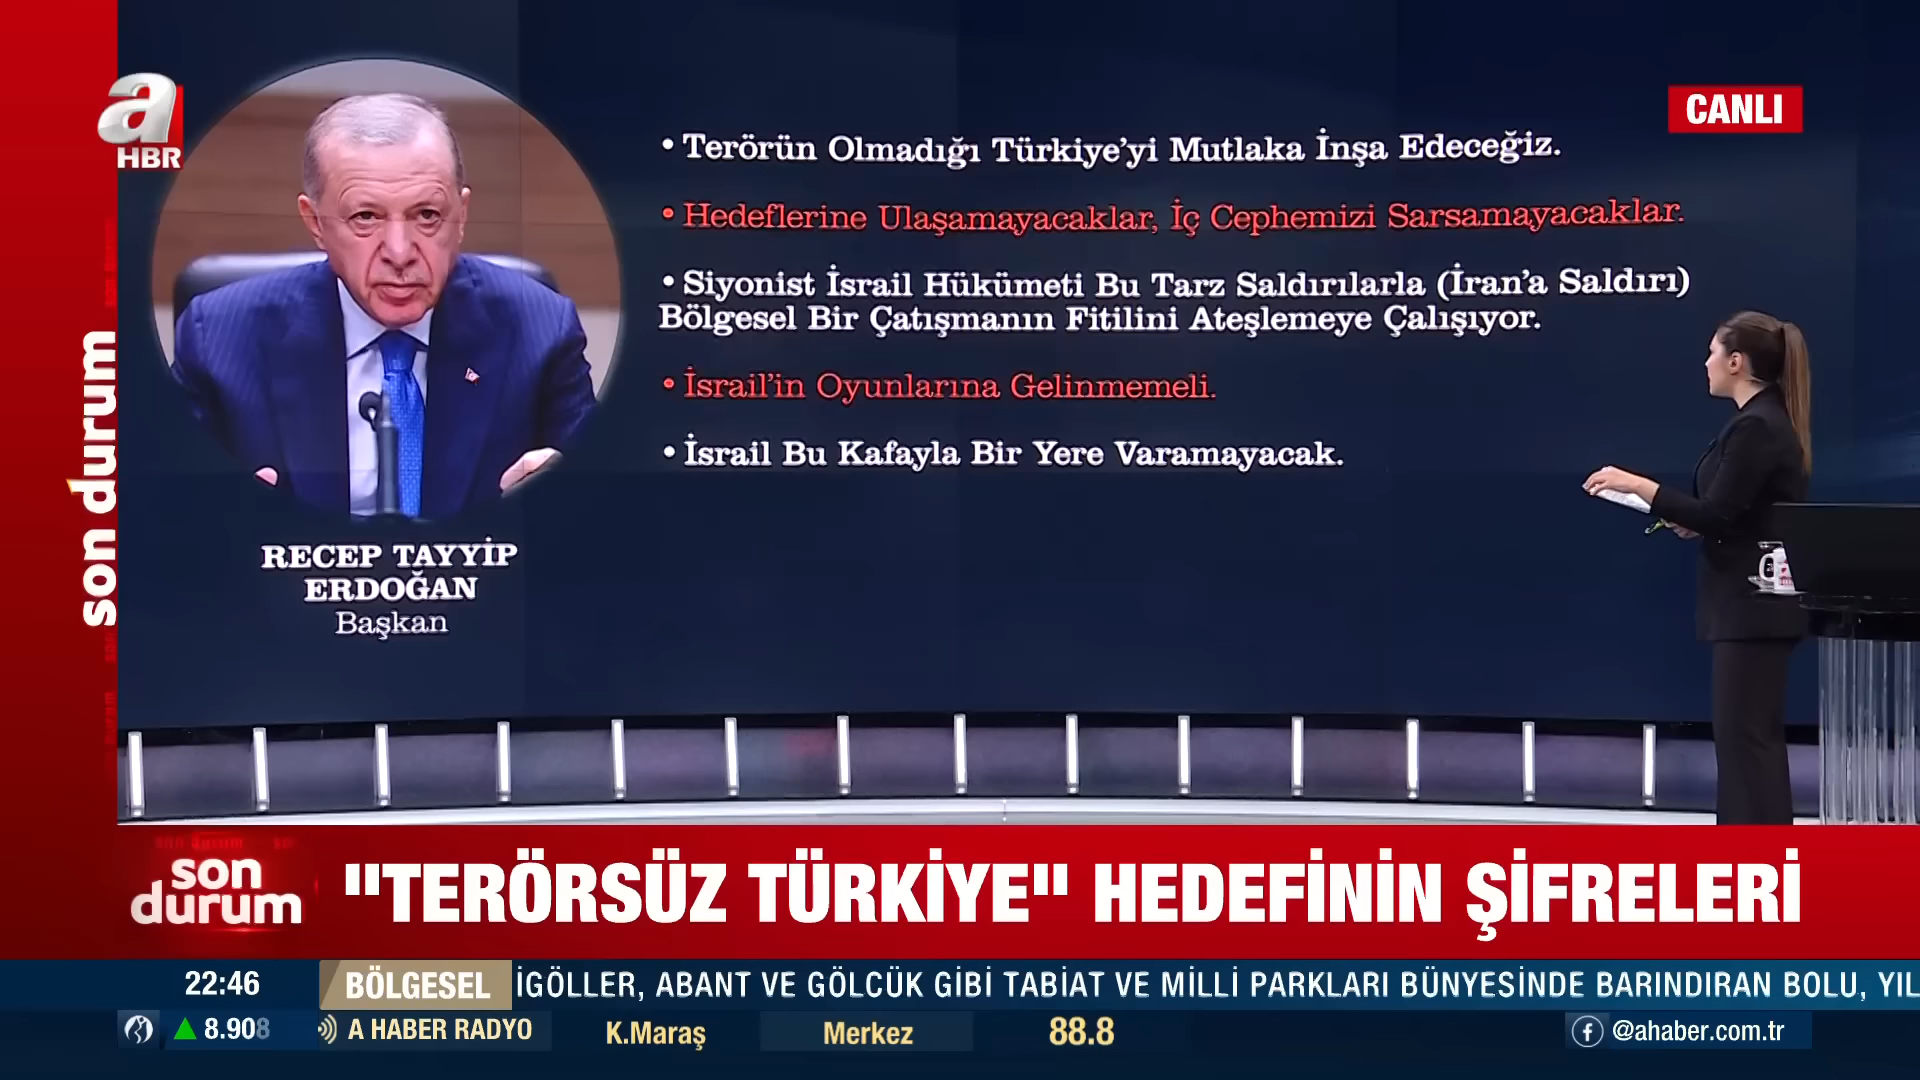 a
HBR
CANLI
• Terörün Olmadığı Türkiye'yi Mutlaka İnşa Edeceğiz.
• Hedeflerine Ulaşamayacaklar, İç Cephemizi Sarsamayacaklar.
• Siyonist İsrail Hükümeti Bu Tarz Saldırılarla (İran'a Saldırı)
Bölgesel Bir Çatışmanın Fitilini Ateşlemeye Çalışıyor.
• İsrail'in Oyunlarına Gelinmemeli.
• İsrail Bu Kafayla Bir Yere Varamayacak.
RECEP TAYYİP
ERDOĞAN
Başkan
son durum
son
durum
"TERÖRSÜZ TÜRKİYE" HEDEFİNİN ŞİFRELERİ
22:46
BÖLGESEL
İGÖLLER, ABANT VE GÖLCÜK GİBİ TABİAT VE MİLLİ PARKLARI BÜNYESİNDE BARINDIRAN BOLU, YIL
8.908
A HABER RADYO
K.Maraş
Merkez
88.8
@ahaber.com.tr